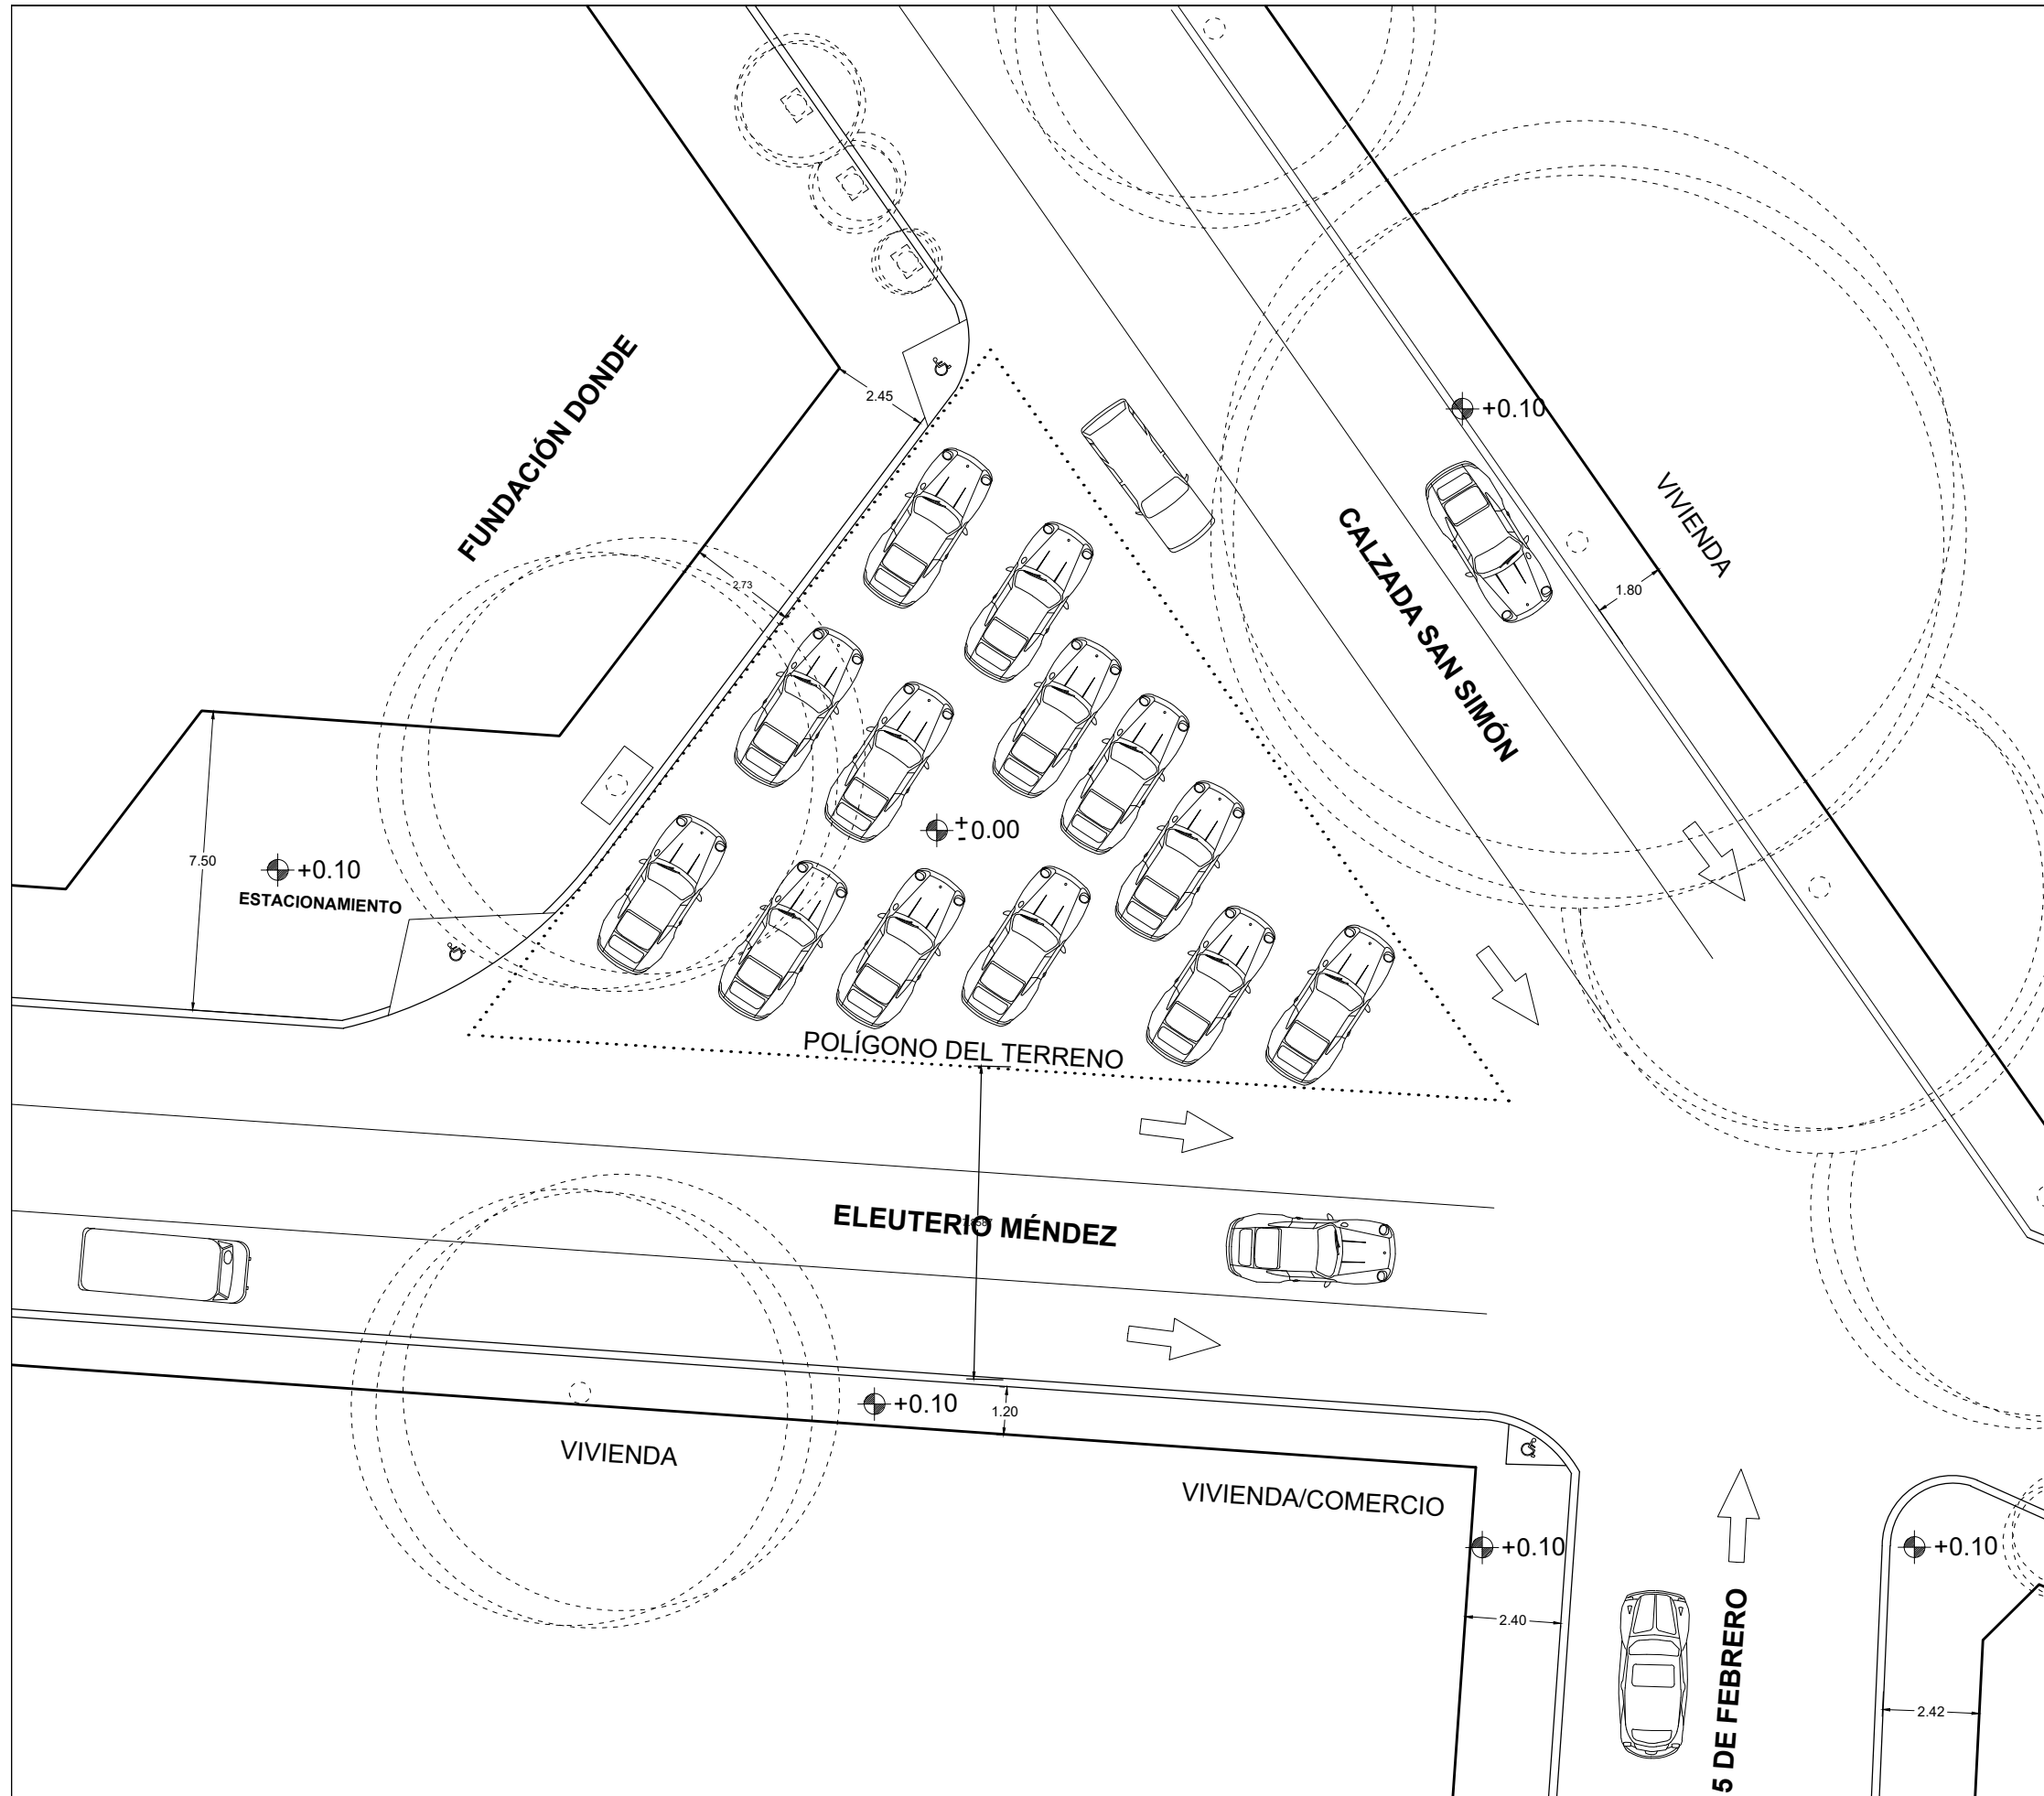 FUNDACIÓN DONDE
2.45
+0.10
VIVIENDA
CALZADA SAN SIMÓN
2.73
1.80
7.50
+0.10
ESTACIONAMIENTO
+
-0.00
POLÍGONO DEL TERRENO
ELEUTERIO MÉNDEZ
+0.10
1.20
VIVIENDA
VIVIENDA/COMERCIO
+0.10
+0.10
2.40
5 DE FEBRERO
2.42